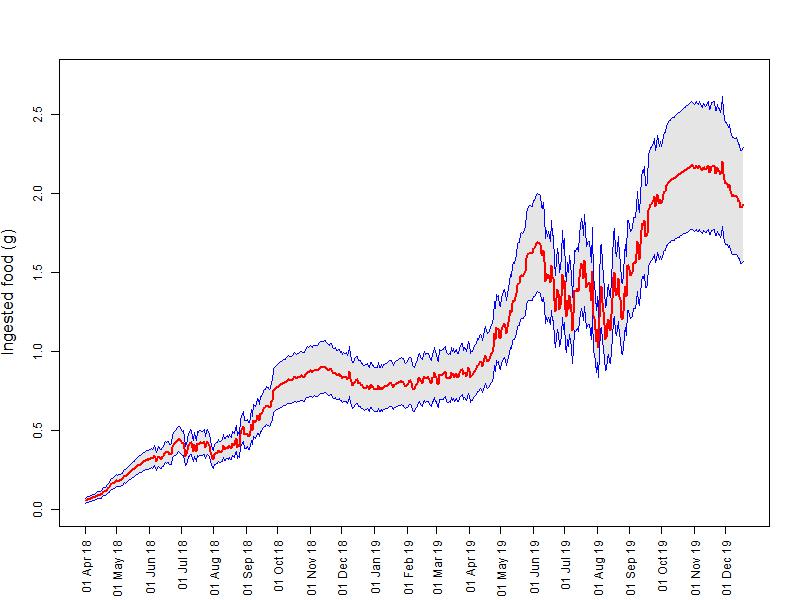 Ingested food (g)
2.5
2.0
1.5
1.0
0.5
0.0
01 Apr 18
01 May 18
01 Jun 18
01 Jul 18
01 Aug 18
01 Sep 18
01 Oct 18
01 Nov 18
01 Dec 18
01 Jan 19
01 Feb 19
01 Mar 19
01 Apr 19
01 May 19
01 Jun 19
01 Jul 19
01 Aug 19
01 Sep 19
01 Oct 19
01 Nov 19
01 Dec 19